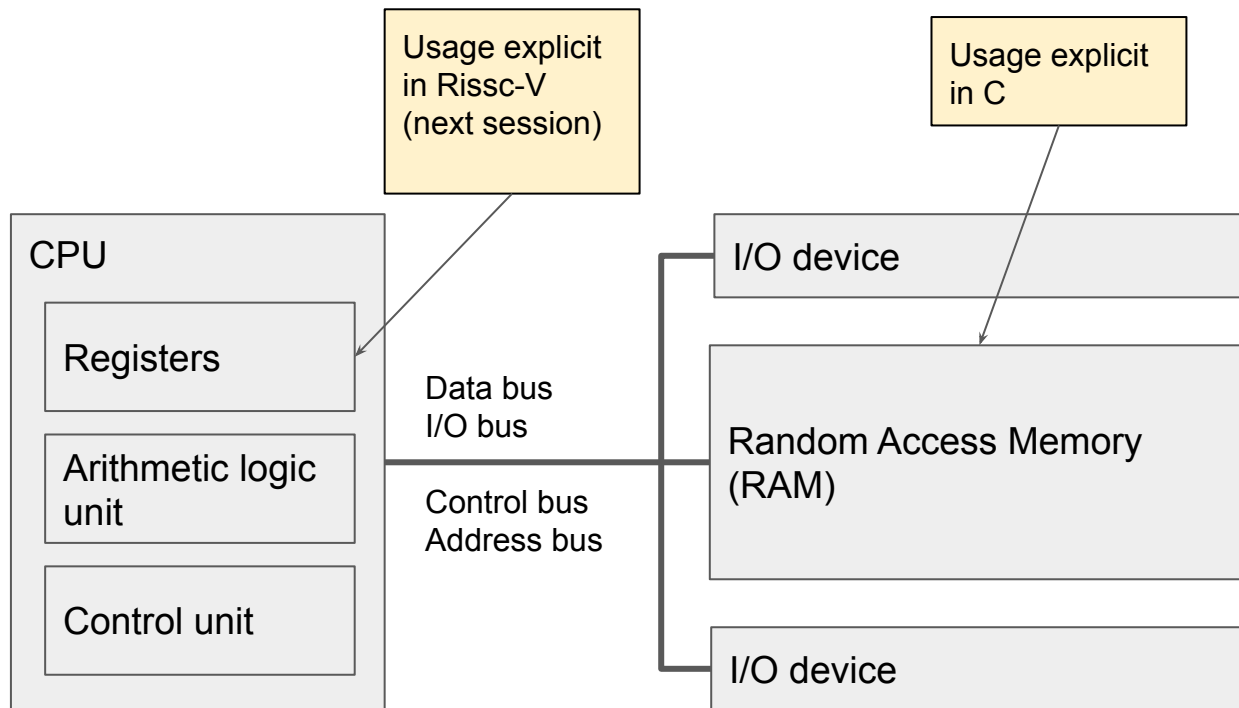 Usage explicit
in Rissc-V
(next session)
Usage explicit
in C
CPU
Registers
Arithmetic logic
unit
Control unit
Data bus
I/O bus
Control bus
Address bus
I/O device
Random Access Memory
(RAM)
I/O device